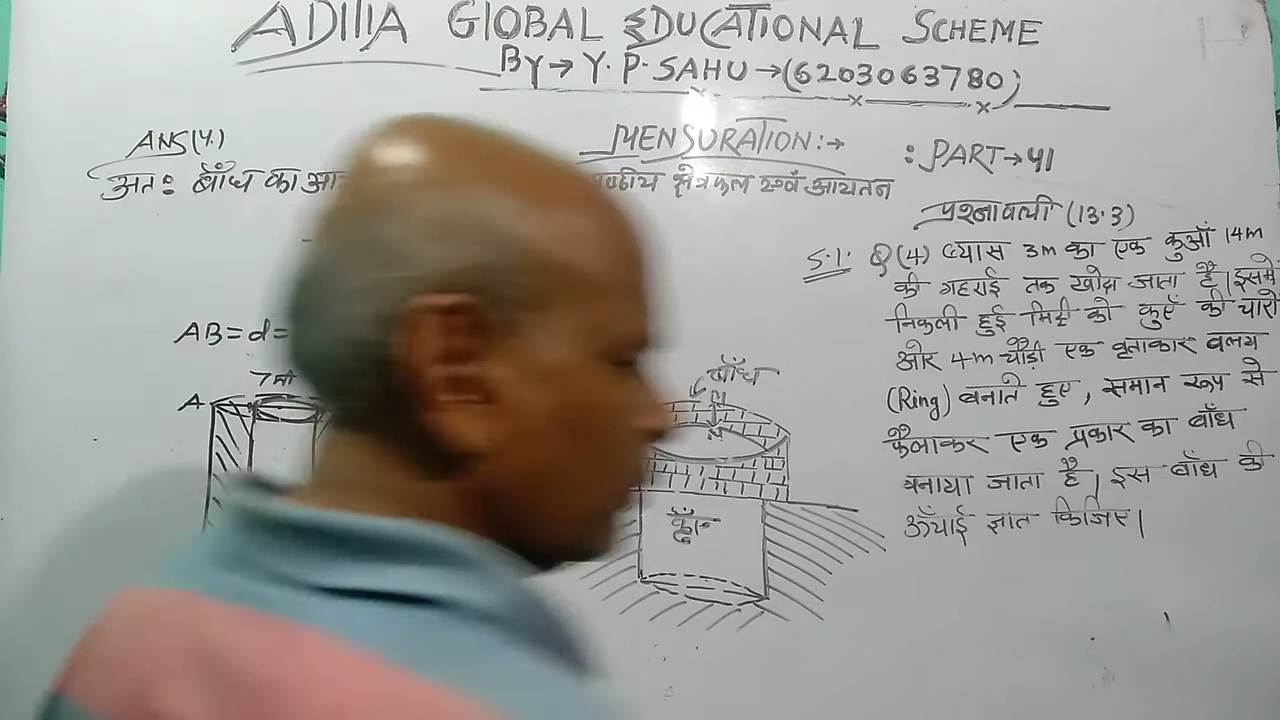 ADITIA GLOBAL EDUCATIONAL SCHEME
BY → Y. P. SAHU → (6203063780)
ANS(4.)
MENSURATION :→
: PART → 41
अतः बाँध का आ
क्षेत्रफल एवं आयतन
प्रश्नावली (13.3)
S.1. Q(4) व्यास 3m का एक कुआँ 14m
की गहराई तक खोदा जाता है। इसमें
निकली हुई मिट्टी को कुएँ की चारो
ओर 4m चौड़ी एक वृताकार वलय
(Ring) बनाते हुए, समान रूप से
फैलाकर एक प्रकार का बाँध
बनाया जाता है। इस बाँध की
ऊँचाई ज्ञात किजिए।
AB=d=
7मी
A
बाँध
M
N